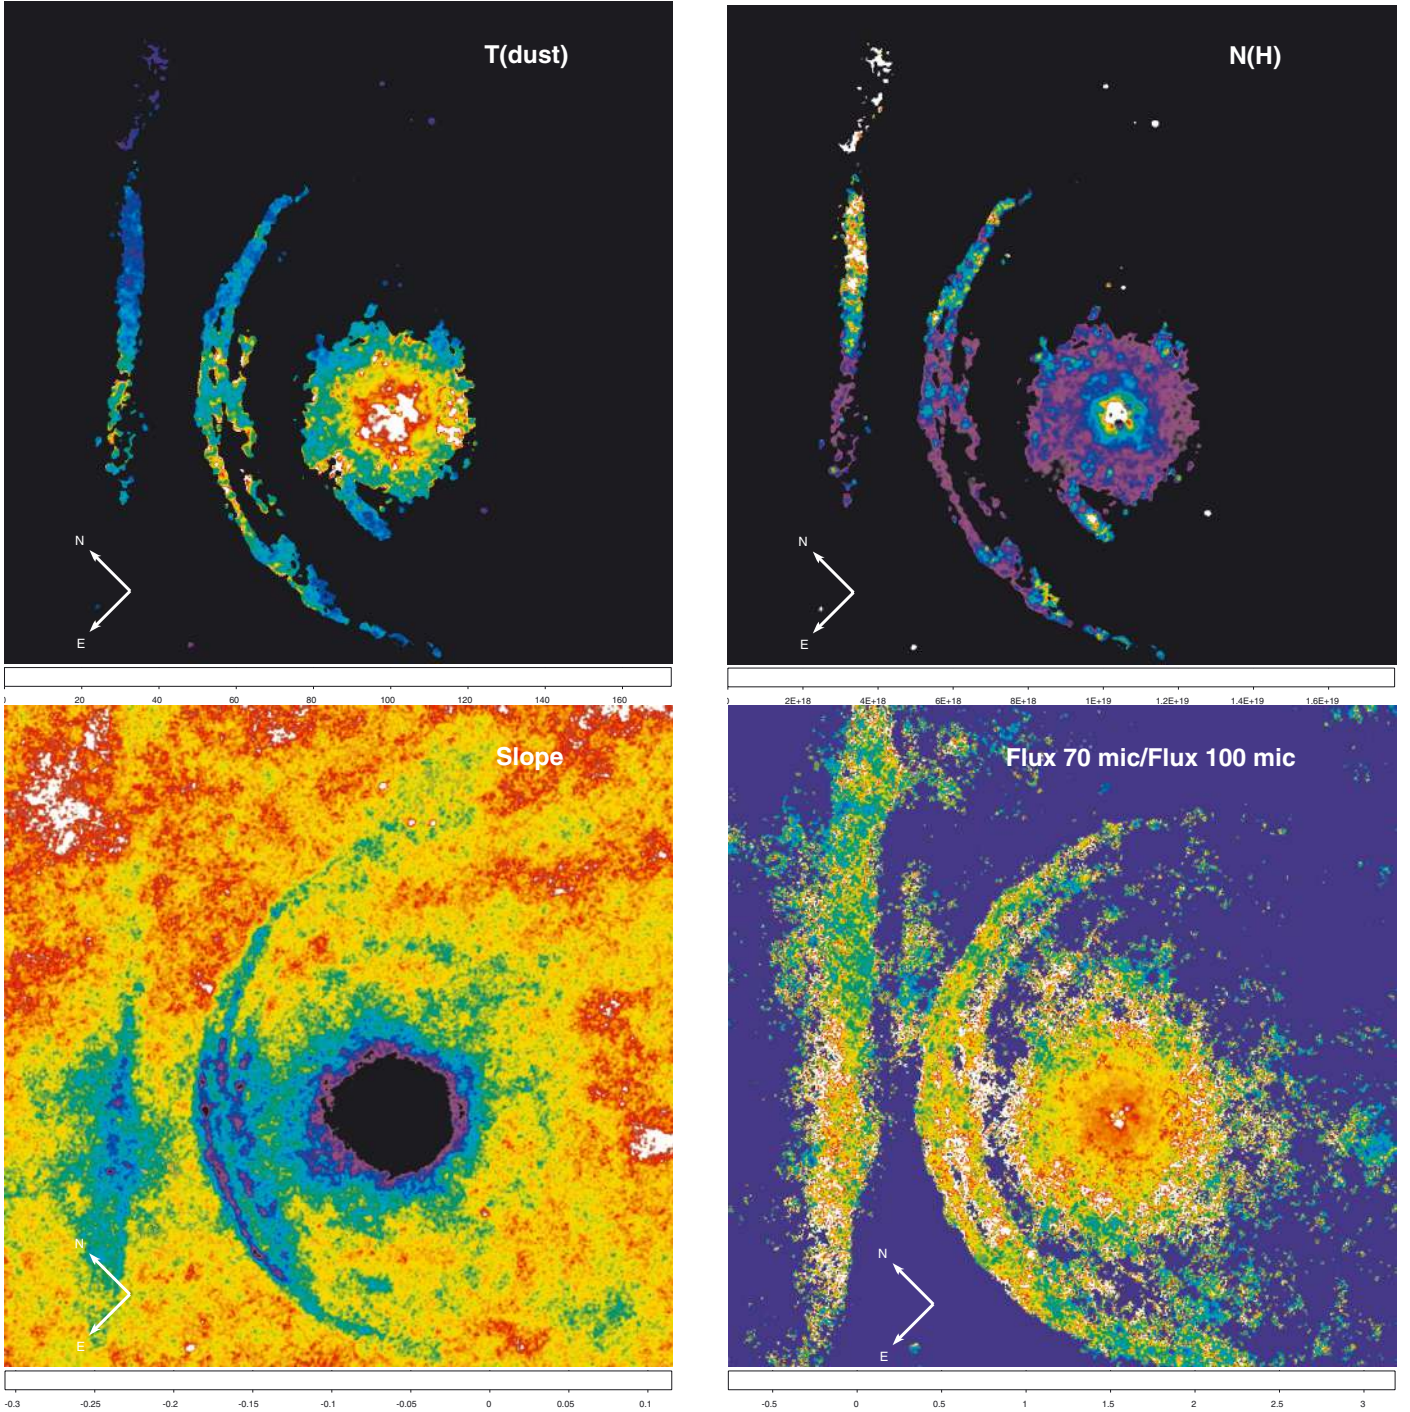 T(dust)
N(H)
N
E
N
E
0 20 40 60 80 100 120 140 160
0 2E+18 4E+18 6E+18 8E+18 1E+19 1.2E+19 1.4E+19 1.6E+19
Slope
Flux 70 mic/Flux 100 mic
N
E
N
E
-0.3 -0.25 -0.2 -0.15 -0.1 -0.05 0 0.05 0.1
-0.5 0 0.5 1 1.5 2 2.5 3